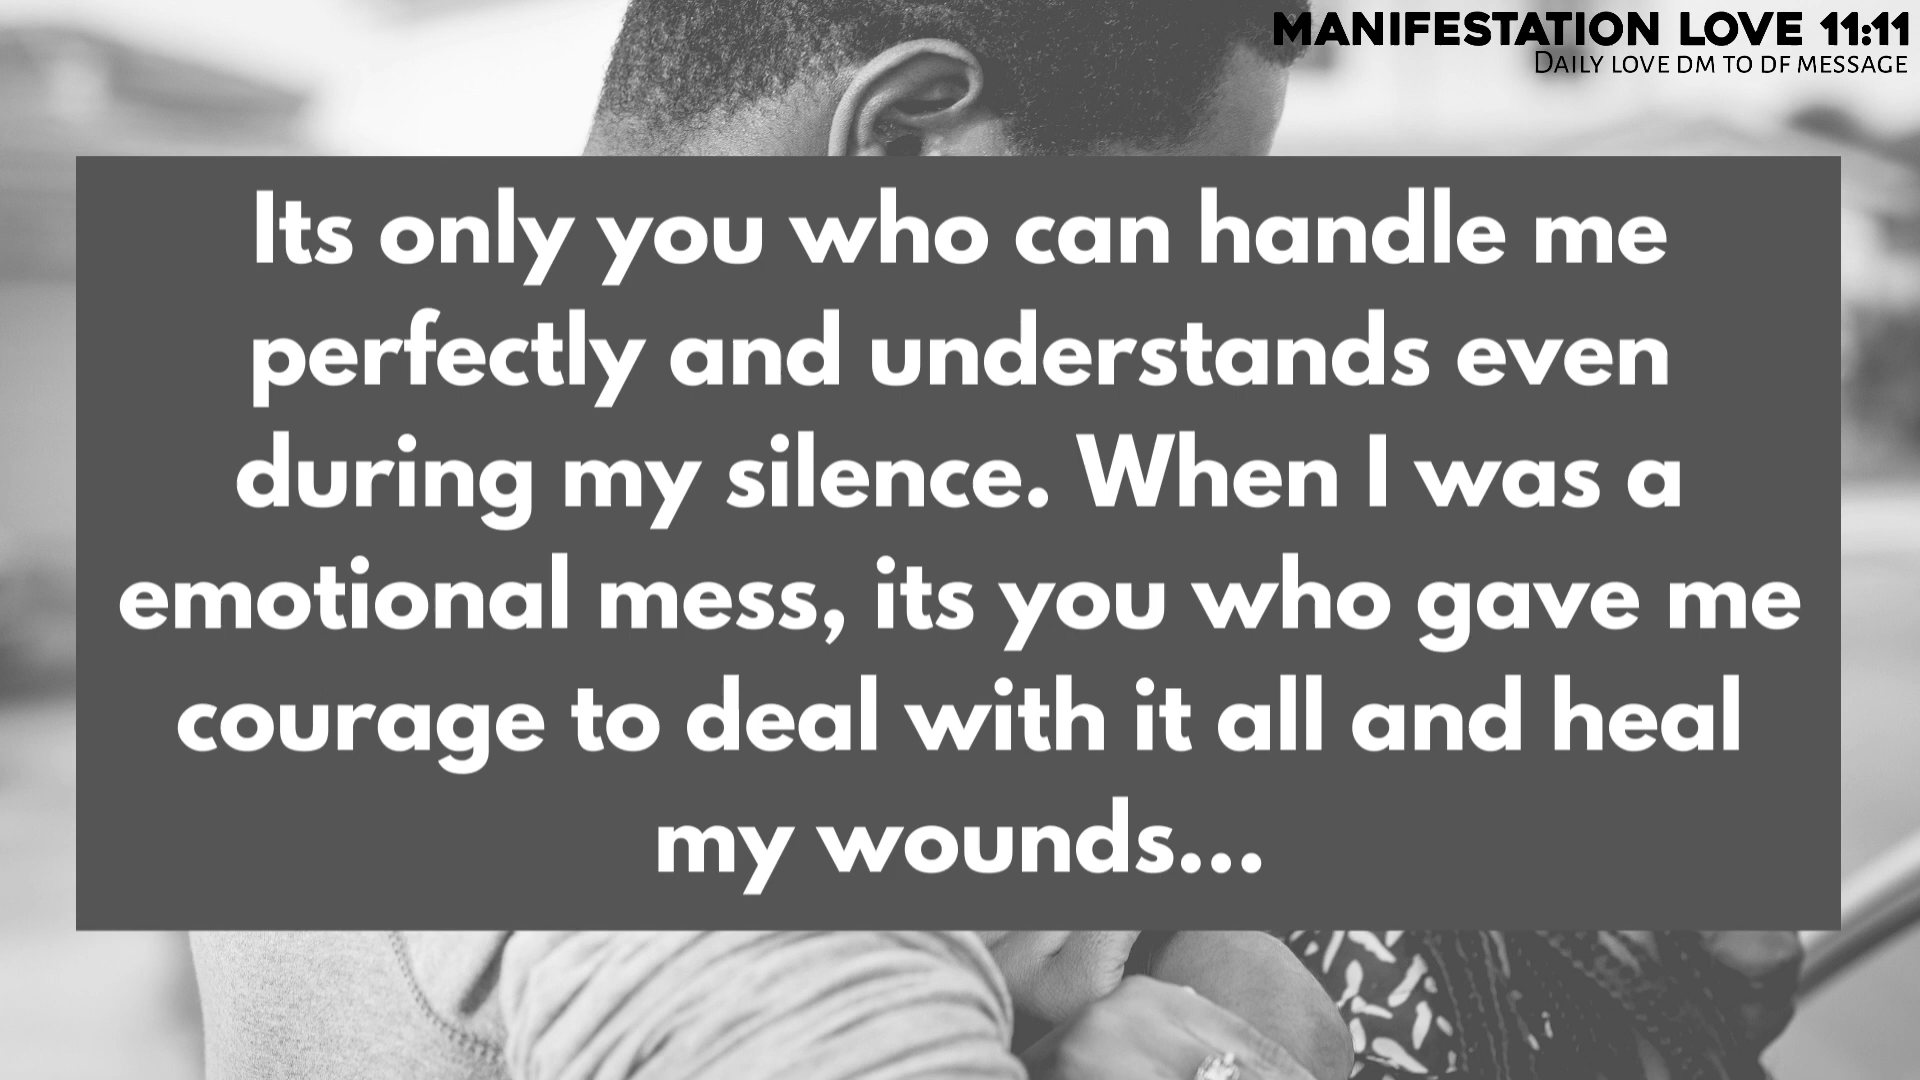 MANIFESTATION LOVE 11:11
DAILY LOVE DM TO DF MESSAGE
Its only you who can handle me
perfectly and understands even
during my silence. When I was a
emotional mess, its you who gave me
courage to deal with it all and heal
my wounds...